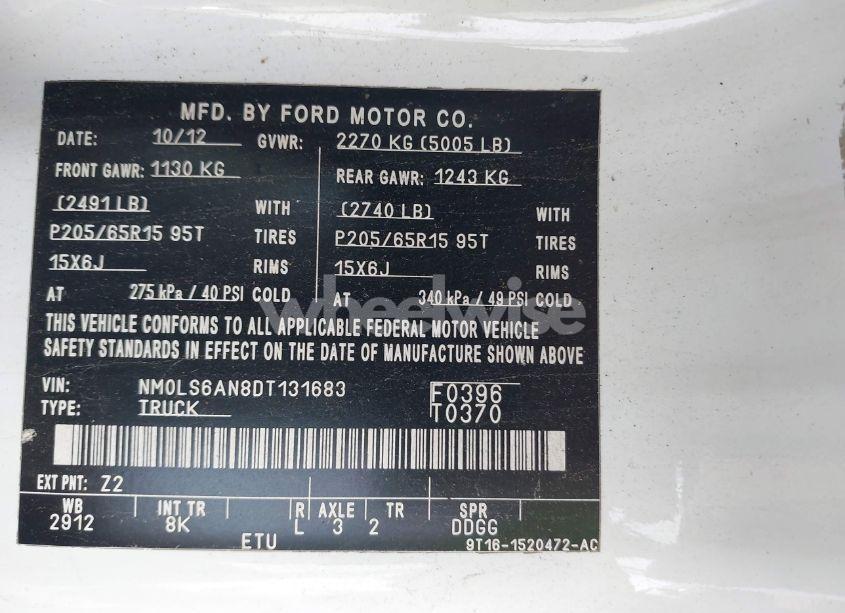 MFD. BY FORD MOTOR CO.
DATE: 10/12 GVWR: 2270 KG (5005 LB)
FRONT GAWR: 1130 KG REAR GAWR: 1243 KG
(2491 LB) WITH (2740 LB) WITH
P205/65R15 95T TIRES P205/65R15 95T TIRES
15X6J RIMS 15X6J RIMS
AT 275 kPa / 40 PSI COLD AT 340 kPa / 49 PSI COLD
wheelwise
THIS VEHICLE CONFORMS TO ALL APPLICABLE FEDERAL MOTOR VEHICLE
SAFETY STANDARDS IN EFFECT ON THE DATE OF MANUFACTURE SHOWN ABOVE
VIN: NM0LS6AN8DT131683 F0396
TYPE: TRUCK T0370
EXT PNT: Z2
WB INT TR R AXLE TR SPR
2912 8K L 3 2 DDGG
ETU 9T16-1520472-AC